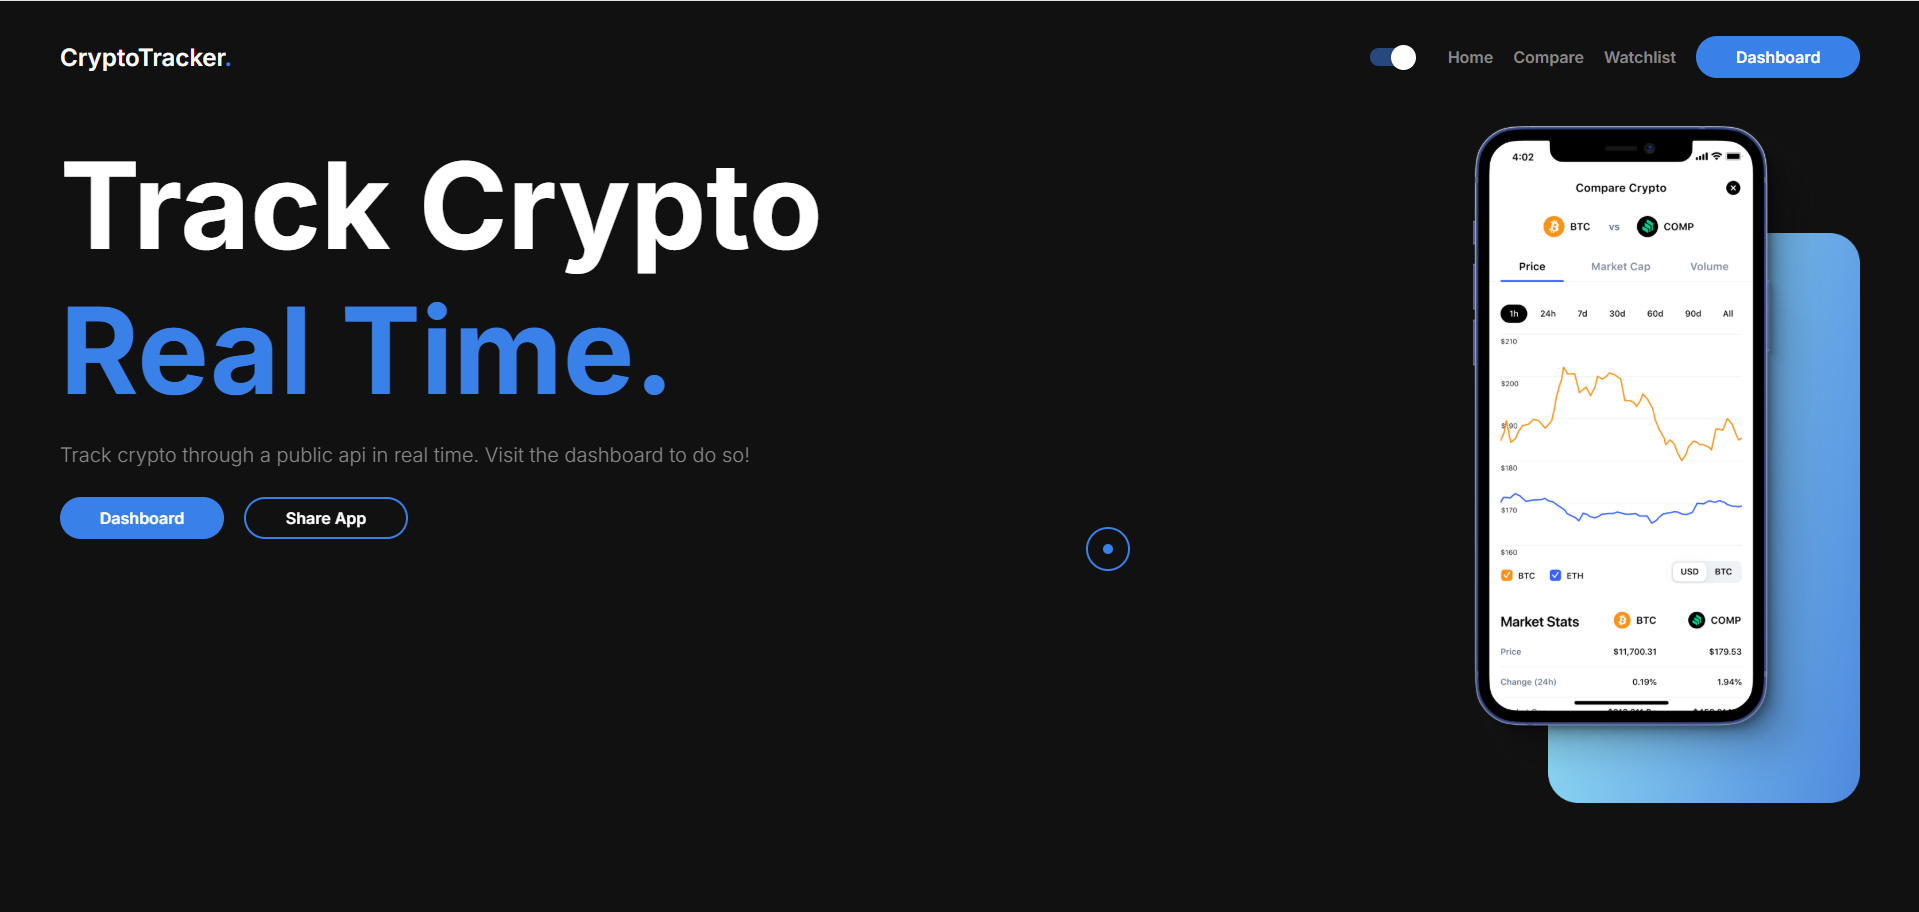 CryptoTracker.
Home Compare Watchlist Dashboard
Track Crypto
Real Time.
Track crypto through a public api in real time. Visit the dashboard to do so!
Dashboard Share App
4:02
Compare Crypto
BTC vs COMP
Price Market Cap Volume
1h 24h 7d 30d 60d 90d All
$210
$200
$190
$180
$170
$160
BTC ETH USD BTC
Market Stats BTC COMP
Price $11,700.31 $179.53
Change (24h) 0.19% 1.94%